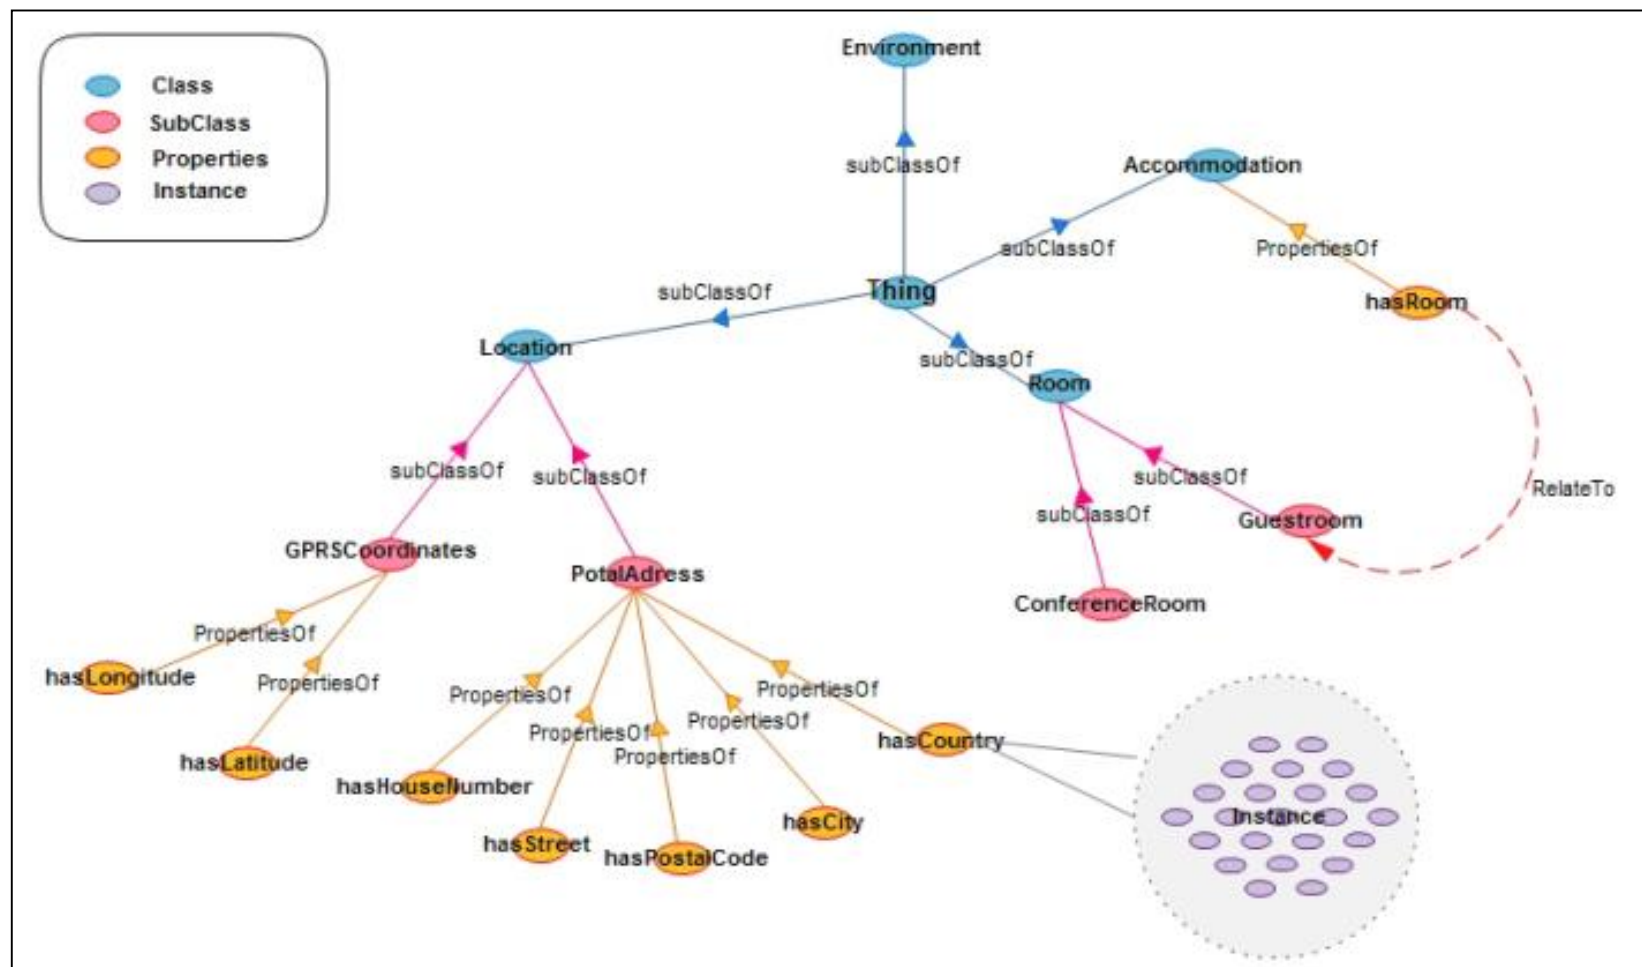 Class
SubClass
Properties
Instance
Environment
subClassOf
Accommodation
subClassOf
PropertiesOf
hasRoom
Thing
subClassOf
Location
subClassOf
Room
subClassOf
subClassOf
subClassOf
subClassOf
RelateTo
Guestroom
ConferenceRoom
GPRSCoordinates
PotalAdress
PropertiesOf
hasLongitude
PropertiesOf
hasLatitude
PropertiesOf
PropertiesOf
PropertiesOf
PropertiesOf
PropertiesOf
hasHouseNumber
hasStreet
hasPostalCode
hasCity
hasCountry
Instance